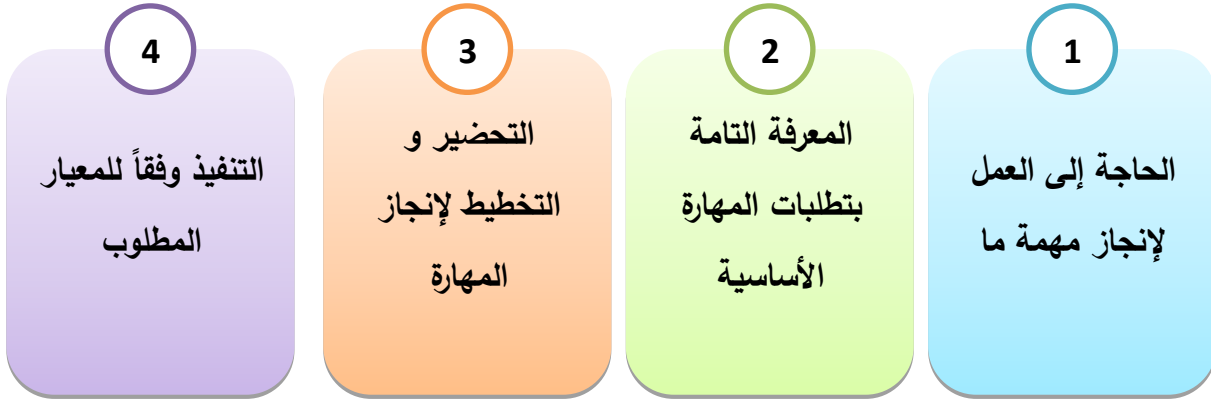 1
الحاجة إلى العمل
لإنجاز مهمة ما
2
المعرفة التامة
بتطلبات المهارة
الأساسية
3
التحضير و
التخطيط لإنجاز
المهارة
4
التنفيذ وفقاً للمعيار
المطلوب